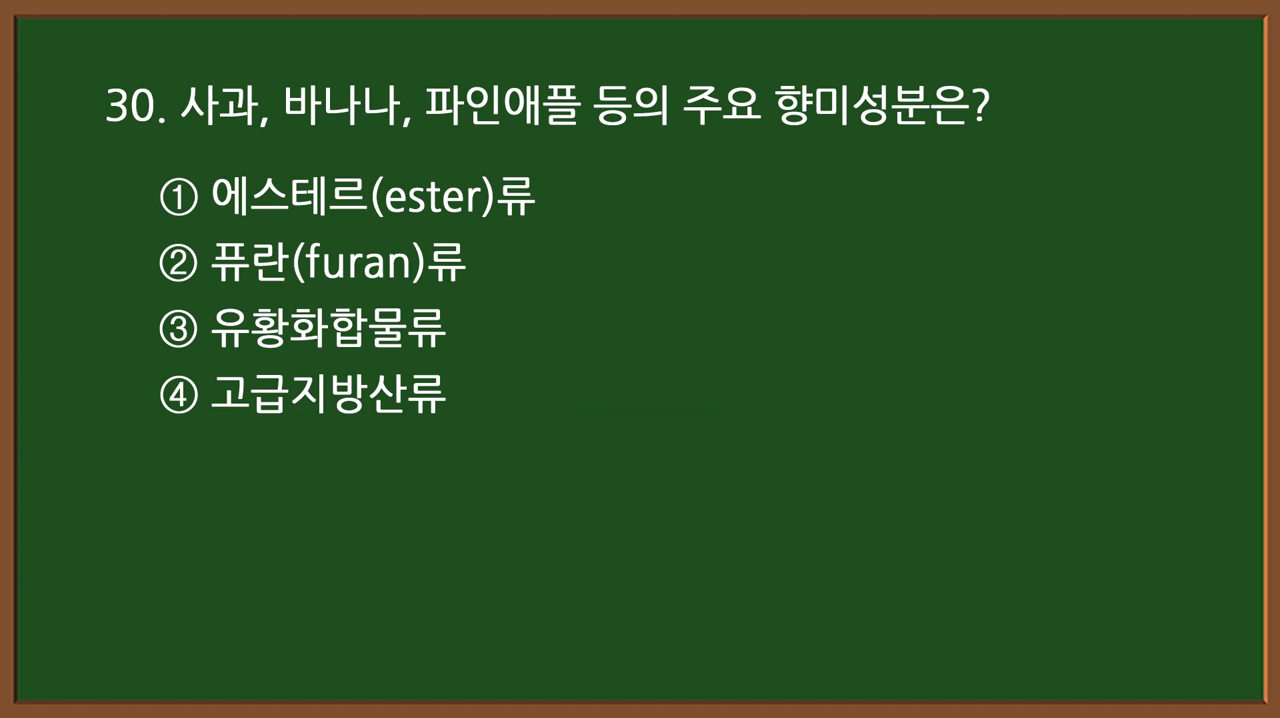 30. 사과, 바나나, 파인애플 등의 주요 향미성분은?
① 에스테르(ester)류
② 퓨란(furan)류
③ 유황화합물류
④ 고급지방산류